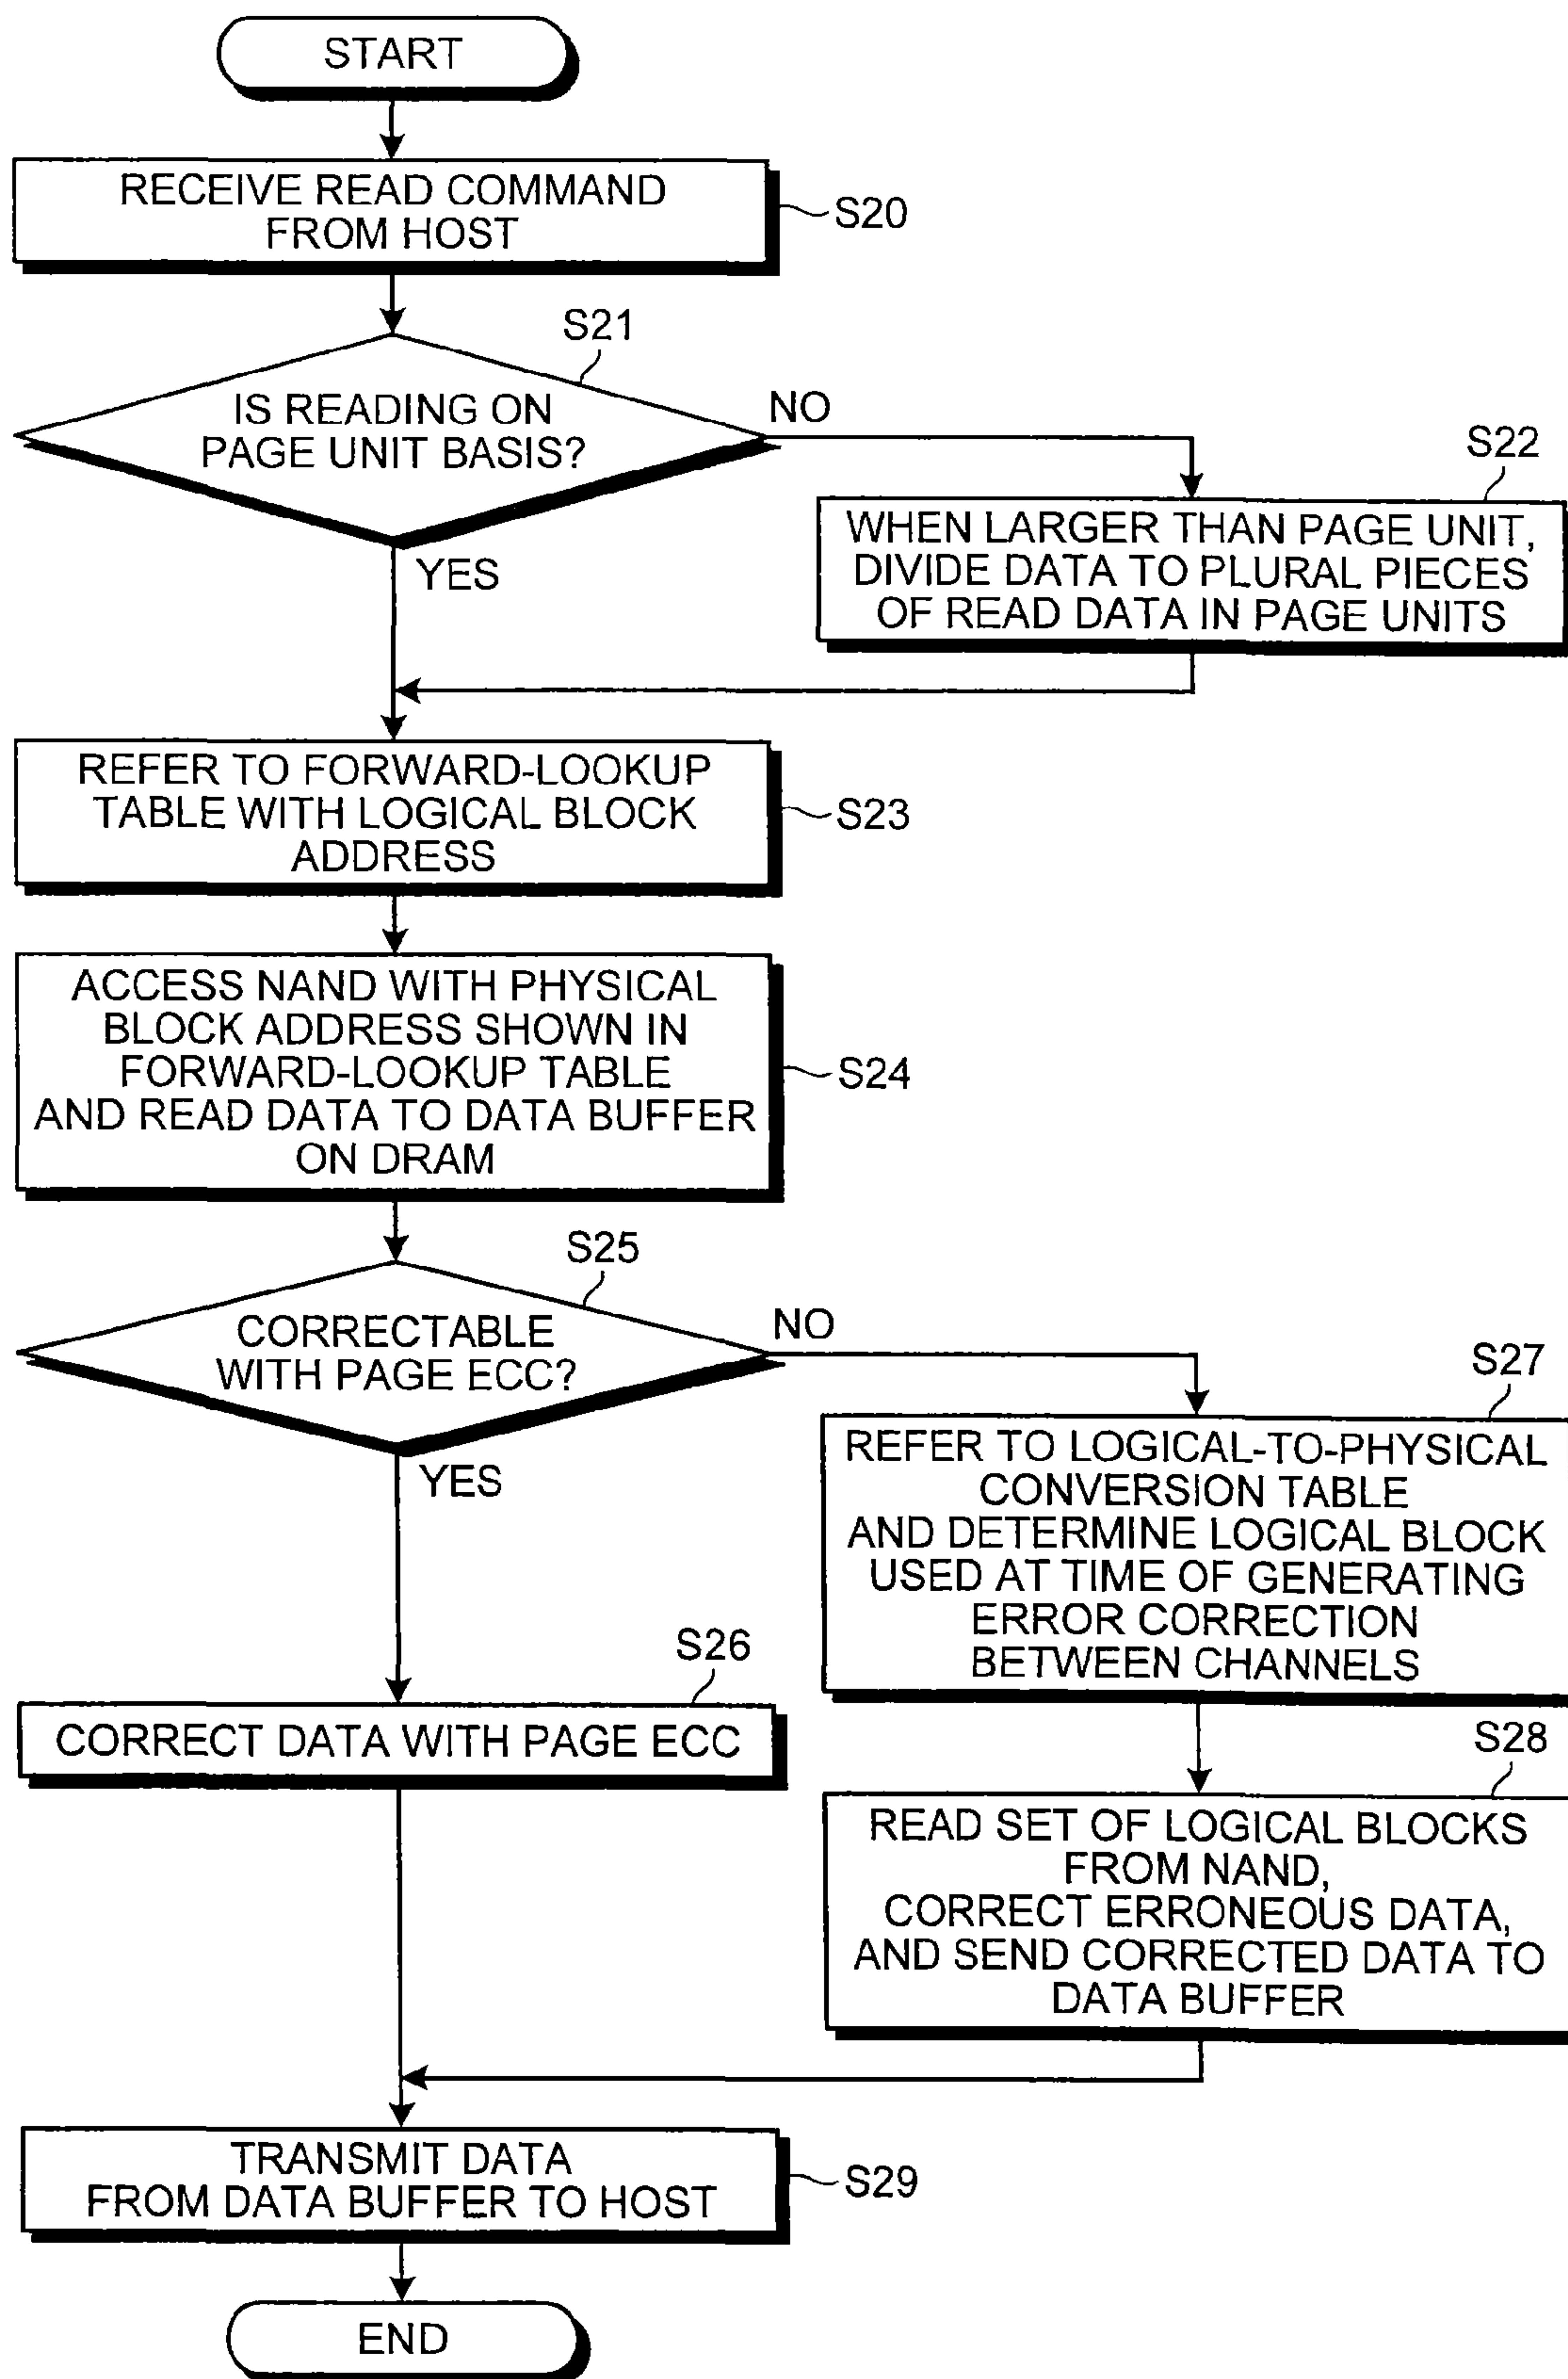 START
RECEIVE READ COMMAND
FROM HOST
S20
S21
IS READING ON
PAGE UNIT BASIS?
NO
YES
S22
WHEN LARGER THAN PAGE UNIT,
DIVIDE DATA TO PLURAL PIECES
OF READ DATA IN PAGE UNITS
REFER TO FORWARD-LOOKUP
TABLE WITH LOGICAL BLOCK
ADDRESS
S23
ACCESS NAND WITH PHYSICAL
BLOCK ADDRESS SHOWN IN
FORWARD-LOOKUP TABLE
AND READ DATA TO DATA BUFFER
ON DRAM
S24
S25
CORRECTABLE
WITH PAGE ECC?
NO
YES
S26
CORRECT DATA WITH PAGE ECC
S27
REFER TO LOGICAL-TO-PHYSICAL
CONVERSION TABLE
AND DETERMINE LOGICAL BLOCK
USED AT TIME OF GENERATING
ERROR CORRECTION
BETWEEN CHANNELS
S28
READ SET OF LOGICAL BLOCKS
FROM NAND,
CORRECT ERRONEOUS DATA,
AND SEND CORRECTED DATA TO
DATA BUFFER
TRANSMIT DATA
FROM DATA BUFFER TO HOST
S29
END